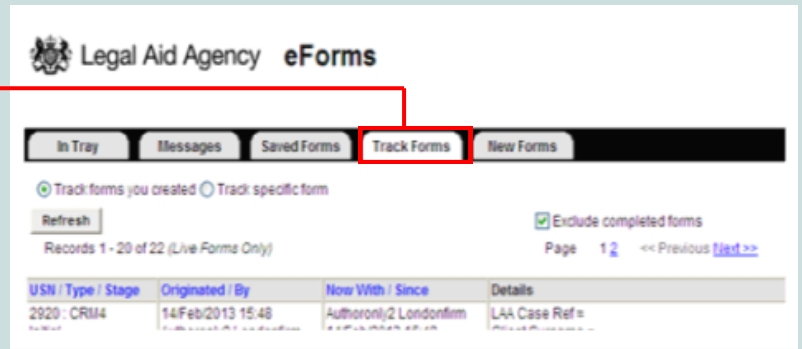 Legal Aid Agency eForms
In Tray Messages Saved Forms Track Forms New Forms
Track forms you created Track specific form
Refresh Exclude completed forms
Records 1 - 20 of 22 (Live Forms Only) Page 1 2 << Previous Next >>
USN / Type / Stage Originated / By Now With / Since Details
2920 : CRM4 14/Feb/2013 15:48 Authoronly2 Londonfirm LAA Case Ref =